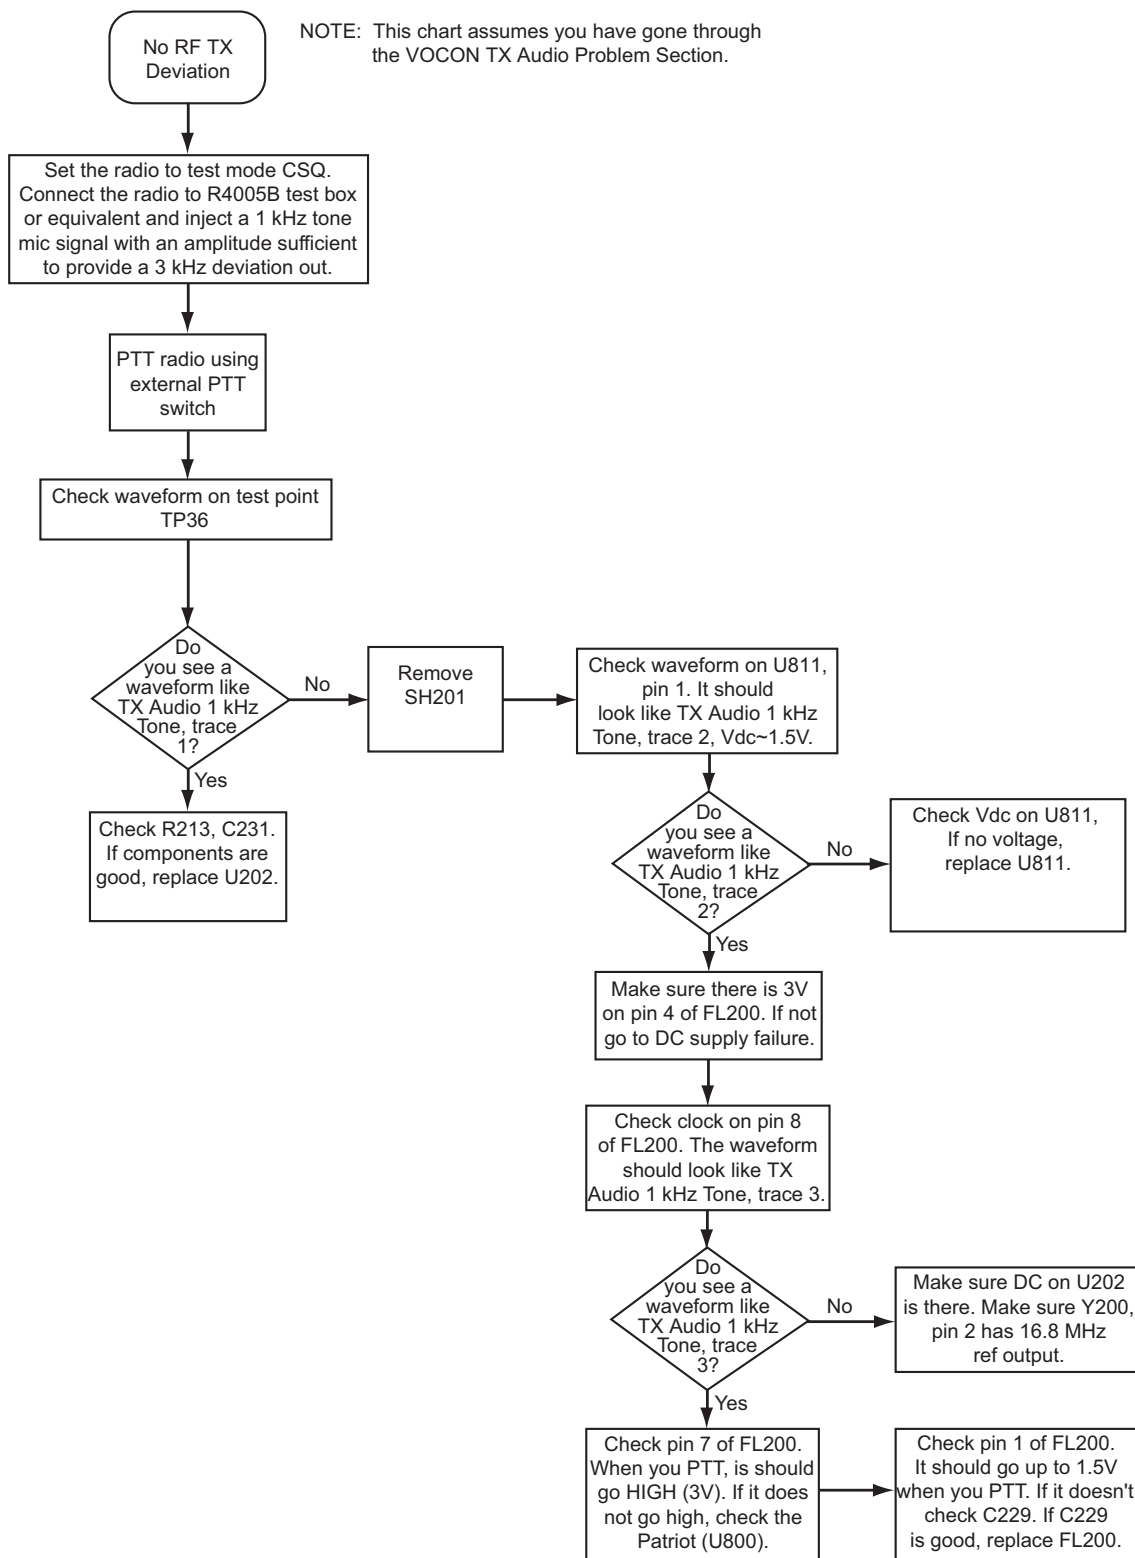 No RF TX
Deviation
NOTE: This chart assumes you have gone through
the VOCON TX Audio Problem Section.
Set the radio to test mode CSQ.
Connect the radio to R4005B test box
or equivalent and inject a 1 kHz tone
mic signal with an amplitude sufficient
to provide a 3 kHz deviation out.
PTT radio using
external PTT
switch
Check waveform on test point
TP36
Do
you see a
waveform like
TX Audio 1 kHz
Tone, trace
1?
No
Yes
Check R213, C231.
If components are
good, replace U202.
Remove
SH201
Check waveform on U811,
pin 1. It should
look like TX Audio 1 kHz
Tone, trace 2, Vdc~1.5V.
Do
you see a
waveform like
TX Audio 1 kHz
Tone, trace
2?
No
Check Vdc on U811,
If no voltage,
replace U811.
Yes
Make sure there is 3V
on pin 4 of FL200. If not
go to DC supply failure.
Check clock on pin 8
of FL200. The waveform
should look like TX
Audio 1 kHz Tone, trace 3.
Do
you see a
waveform like
TX Audio 1 kHz
Tone, trace
3?
No
Make sure DC on U202
is there. Make sure Y200,
pin 2 has 16.8 MHz
ref output.
Yes
Check pin 7 of FL200.
When you PTT, is should
go HIGH (3V). If it does
not go high, check the
Patriot (U800).
Check pin 1 of FL200.
It should go up to 1.5V
when you PTT. If it doesn't
check C229. If C229
is good, replace FL200.